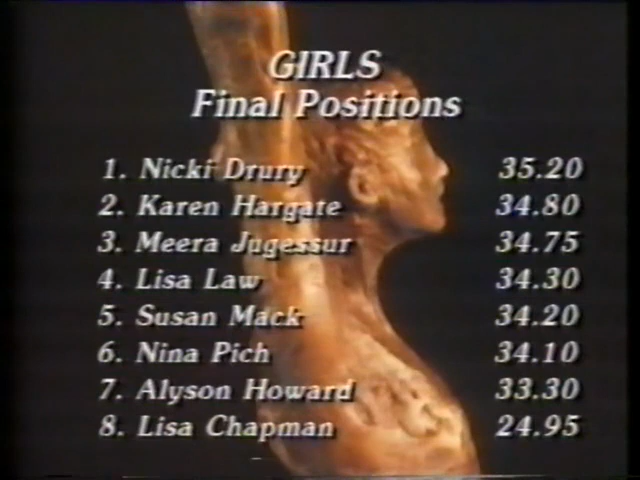 GIRLS
Final Positions
1. Nicki Drury 35.20
2. Karen Hargate 34.80
3. Meera Jugessur 34.75
4. Lisa Law 34.30
5. Susan Mack 34.20
6. Nina Pich 34.10
7. Alyson Howard 33.30
8. Lisa Chapman 24.95